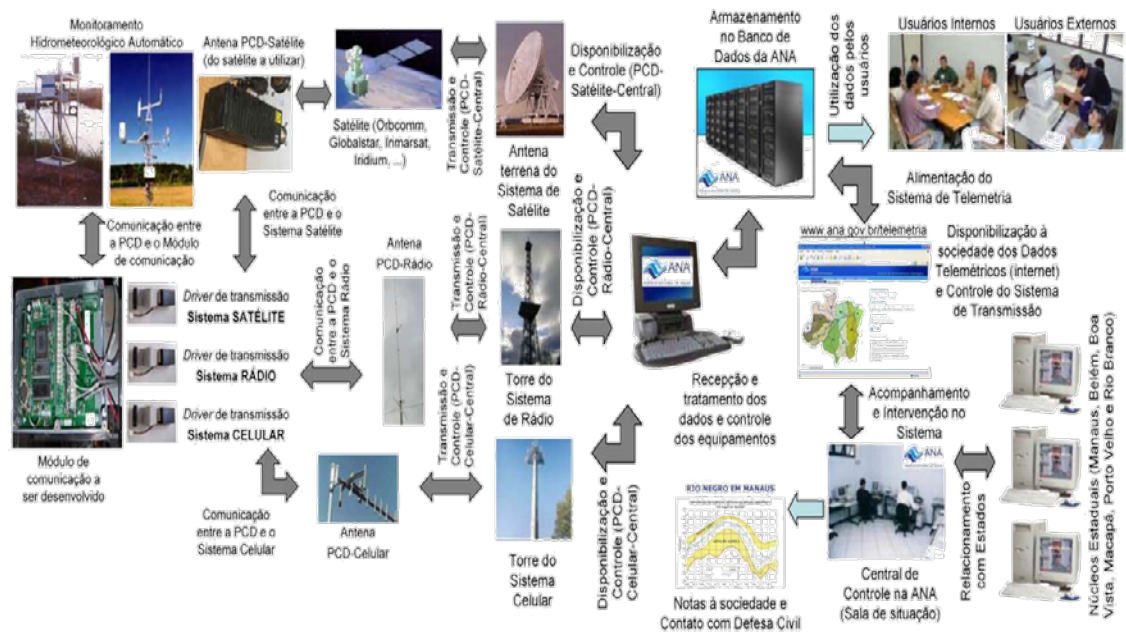 Monitoramento
Hidrometeorológico Automático
Antena PCD-Satélite
(do satélite a utilizar)
Satélite (Orbcomm,
Globalstar, Inmarsat,
Iridium, ...)
Transmissão e
Controle (PCD-
Satélite-Central)
Antena
terrena do
Sistema de
Satélite
Disponibilização
e Controle (PCD-
Satélite-Central)
Armazenamento
no Banco de
Dados da ANA
ANA
Utilização dos
dados pelos
usuários
Usuários Internos
Usuários Externos
Alimentação do
Sistema de Telemetria
www.ana.gov.br/telemetria
Disponibilização à
sociedade dos Dados
Telemétricos (internet)
e Controle do Sistema
de Transmissão
Comunicação entre
a PCD e o Módulo
de comunicação
Comunicação
entre a PCD e o
Sistema Satélite
Driver de transmissão
Sistema SATÉLITE
Driver de transmissão
Sistema RÁDIO
Driver de transmissão
Sistema CELULAR
Módulo de
comunicação a
ser desenvolvido
Comunicação
entre a PCD e o
Sistema Rádio
Antena
PCD-Rádio
Transmissão e
Controle (PCD-
Rádio-Central)
Torre do
Sistema
de Rádio
Disponibilização e
Controle (PCD-
Rádio-Central)
ANA
Recepção e
tratamento dos
dados e controle
dos equipamentos
Comunicação
entre a PCD e o
Sistema Celular
Antena
PCD-Celular
Transmissão e
Controle (PCD-
Celular-Central)
Torre do
Sistema
Celular
Disponibilização e
Controle (PCD-
Celular-Central)
RIO NEGRO EM MANAUS
Notas à sociedade e
Contato com Defesa Civil
Acompanhamento
e Intervenção no
Sistema
ANA
Central de
Controle na ANA
(Sala de situação)
Relacionamento
com Estados
Núcleos Estaduais (Manaus, Belém, Boa
Vista, Macapá, Porto Velho e Rio Branco)